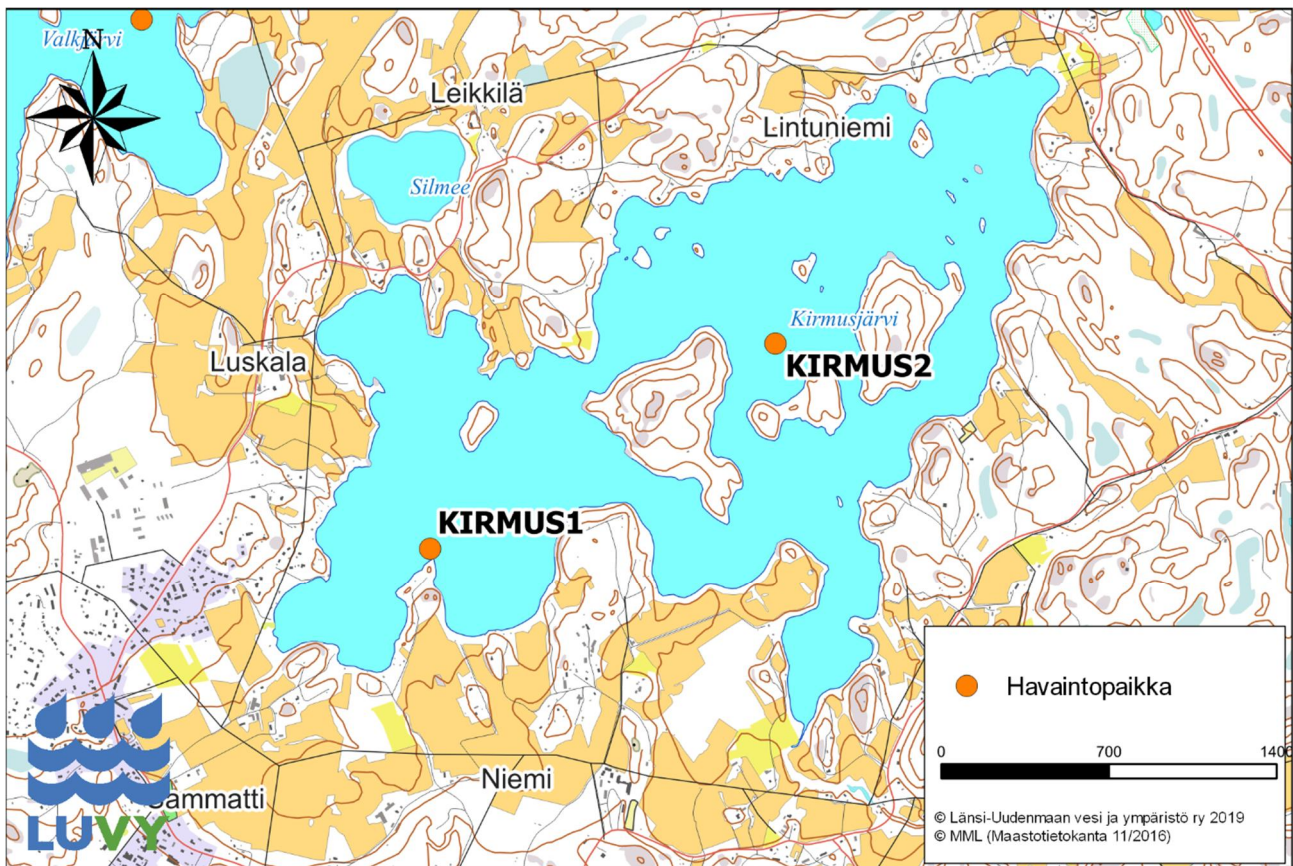 Valkjärvi
N
Leikkilä
Lintuniemi
Silmee
Kirmusjärvi
Luskala
KIRMUS2
KIRMUS1
Havaintopaikka
0 700 1400
Niemi
Sammatti
LUVY
© Länsi-Uudenmaan vesi ja ympäristö ry 2019
© MML (Maastotietokanta 11/2016)